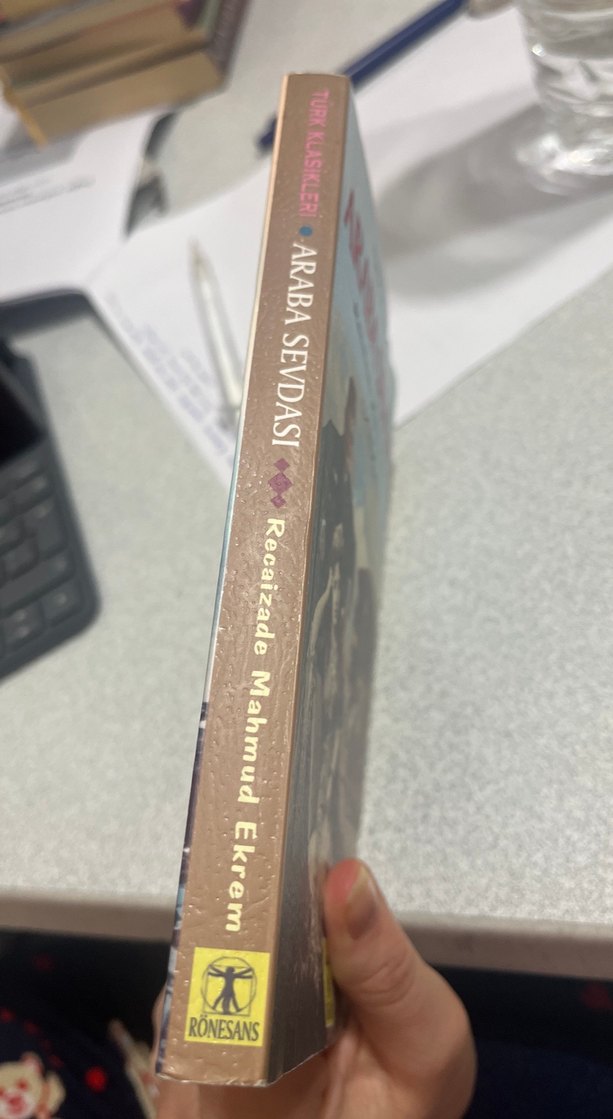 TÜRK KLASİKLERİ • ARABA SEVDASI Recaizade Mahmud Ekrem
RÖNESANS